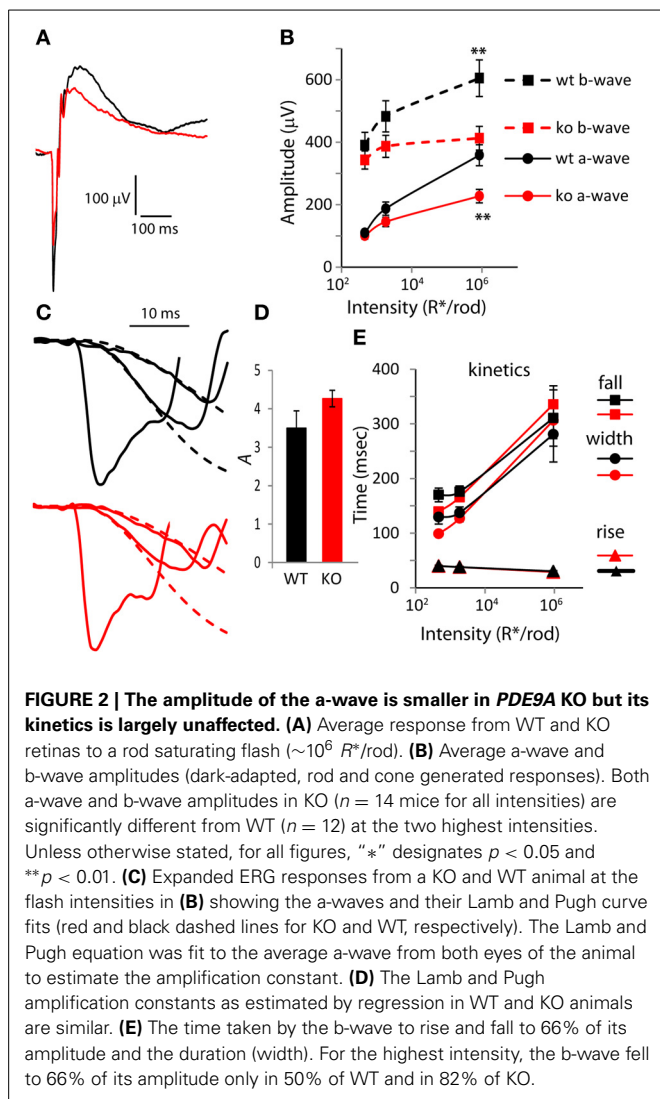 A
100 µV
100 ms
B
Amplitude (µV)
600
400
200
0
10² 10⁴ 10⁶
Intensity (R*/rod)
**
**
wt b-wave
ko b-wave
wt a-wave
ko a-wave
C
10 ms
D
A
5
4
3
2
1
0
WT KO
E
kinetics
Time (msec)
400
300
200
100
00
10² 10⁴ 10⁶
Intensity (R*/rod)
fall
width
rise
FIGURE 2 | The amplitude of the a-wave is smaller in PDE9A KO but its
kinetics is largely unaffected. (A) Average response from WT and KO
retinas to a rod saturating flash (∼10⁶ R*/rod). (B) Average a-wave and
b-wave amplitudes (dark-adapted, rod and cone generated responses). Both
a-wave and b-wave amplitudes in KO (n = 14 mice for all intensities) are
significantly different from WT (n = 12) at the two highest intensities.
Unless otherwise stated, for all figures, “*” designates p < 0.05 and
**p < 0.01. (C) Expanded ERG responses from a KO and WT animal at the
flash intensities in (B) showing the a-waves and their Lamb and Pugh curve
fits (red and black dashed lines for KO and WT, respectively). The Lamb and
Pugh equation was fit to the average a-wave from both eyes of the animal
to estimate the amplification constant. (D) The Lamb and Pugh
amplification constants as estimated by regression in WT and KO animals
are similar. (E) The time taken by the b-wave to rise and fall to 66% of its
amplitude and the duration (width). For the highest intensity, the b-wave fell
to 66% of its amplitude only in 50% of WT and in 82% of KO.